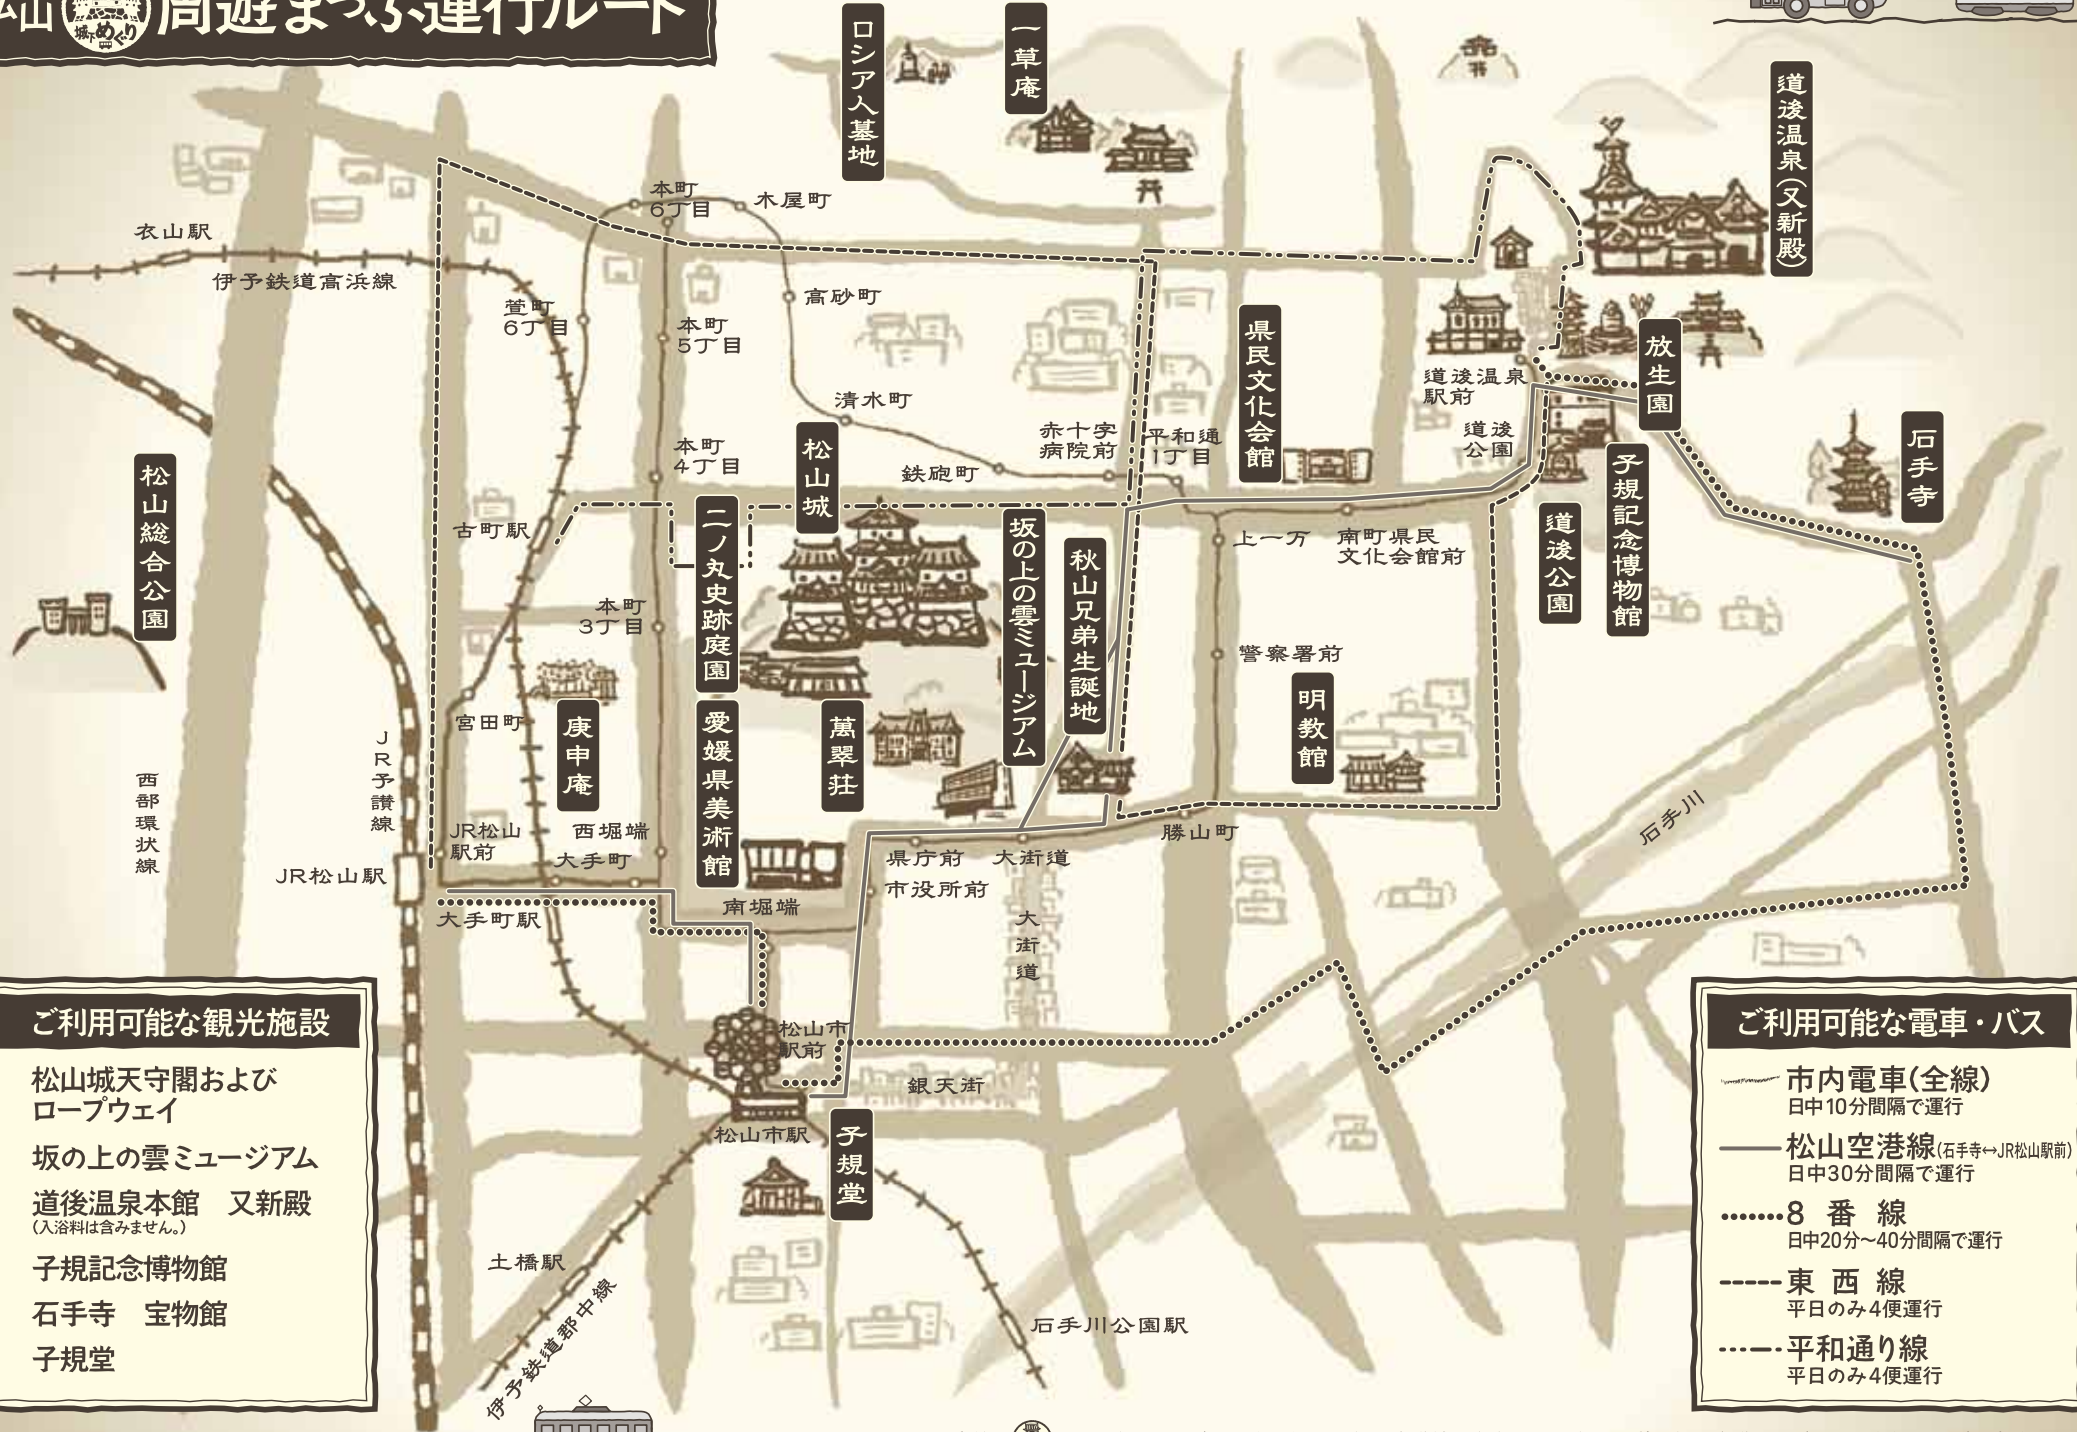 山
城下めぐり
周遊きっぷ運行ルート
ロシア人墓地
一草庵
道後温泉(又新殿)
衣山駅
伊予鉄道高浜線
本町
6丁目
木屋町
萱町
6丁目
本町
5丁目
高砂町
県民文化会館
道後温泉
駅前
放生園
清水町
本町
4丁目
松山城
鉄砲町
赤十字
病院前
平和通
1丁目
道後
公園
子規記念博物館
石手寺
松山総合公園
古町駅
二ノ丸史跡庭園
坂の上の雲ミュージアム
秋山兄弟生誕地
上一万
南町県民
文化会館前
道後公園
本町
3丁目
警察署前
明教館
宮田町
庚申庵
愛媛県美術館
萬翠荘
西部環状線
JR予讃線
JR松山
駅前
西堀端
大手町
県庁前
大街道
勝山町
石手川
JR松山駅
大手町駅
南堀端
市役所前
大街道
松山市
駅前
銀天街
松山市駅
子規堂
土橋駅
伊予鉄道郡中線
石手川公園駅
ご利用可能な観光施設
松山城天守閣および
ロープウェイ
坂の上の雲ミュージアム
道後温泉本館 又新殿
(入浴料は含みません。)
子規記念博物館
石手寺 宝物館
子規堂
ご利用可能な電車・バス
市内電車(全線)
日中10分間隔で運行
松山空港線(石手寺↔JR松山駅前)
日中30分間隔で運行
8番線
日中20分〜40分間隔で運行
東西線
平日のみ4便運行
平和通り線
平日のみ4便運行